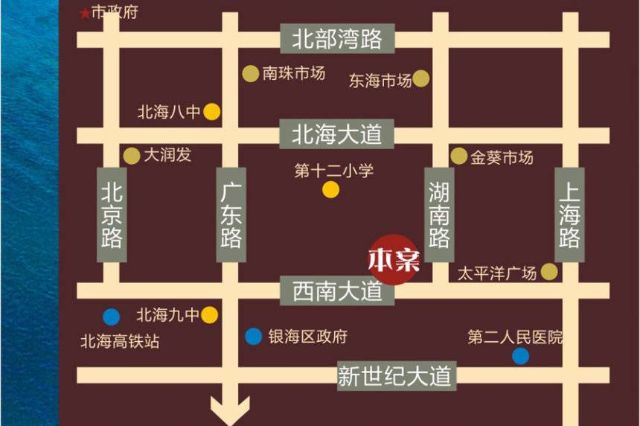 市政府
北部湾路
南珠市场
东海市场
北海八中
北海大道
大润发
金葵市场
第十二小学
北京路
广东路
湖南路
上海路
本案
太平洋广场
西南大道
北海九中
北海高铁站
银海区政府
第二人民医院
新世纪大道